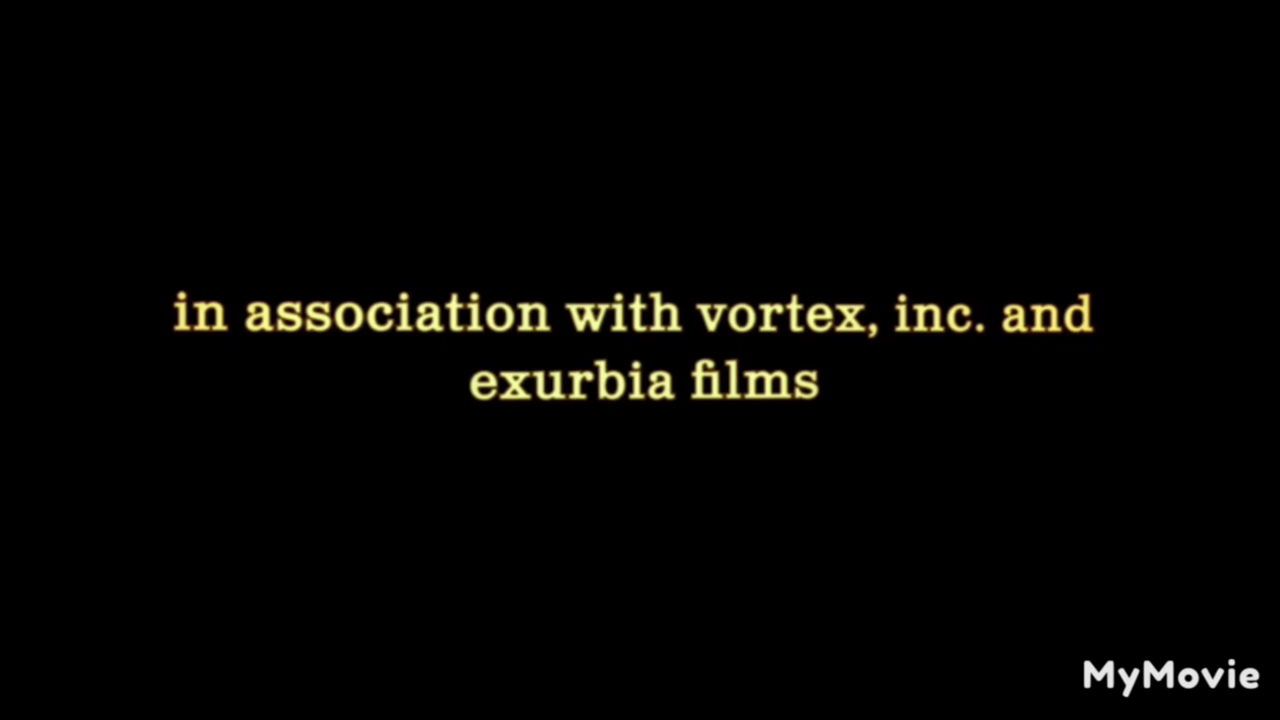 in association with vortex, inc. and
exurbia films
MyMovie